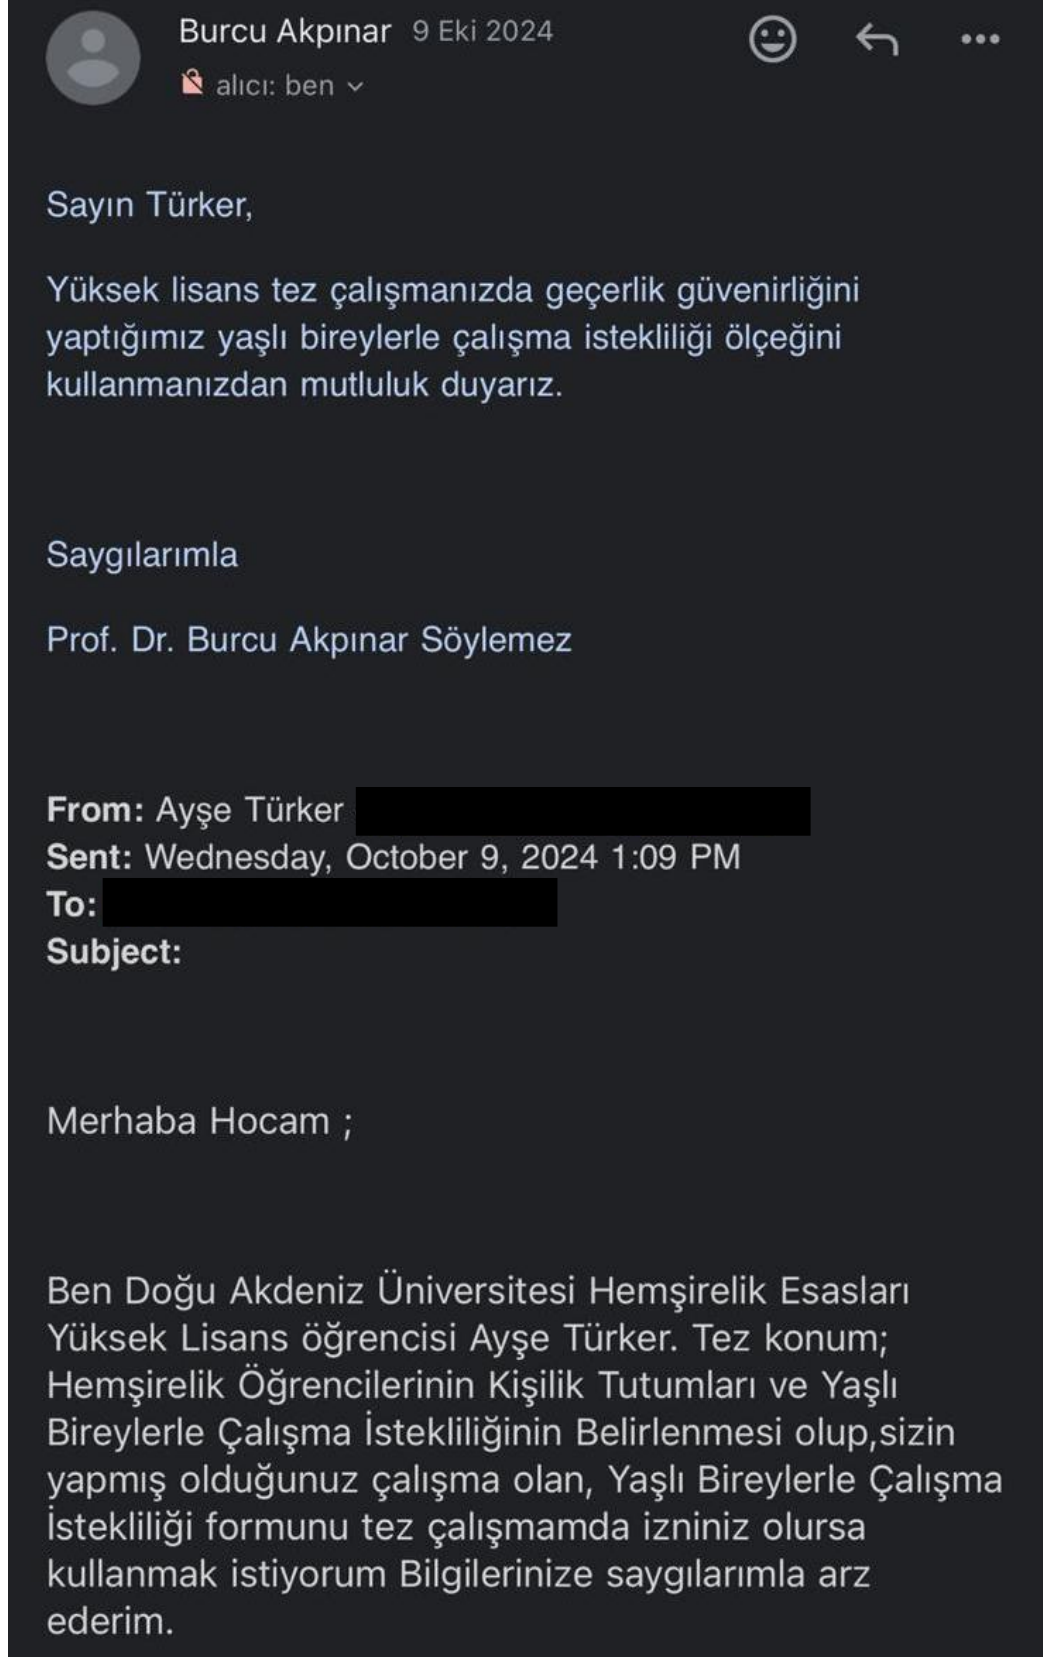 Burcu Akpınar 9 Eki 2024
alıcı: ben
Sayın Türker,
Yüksek lisans tez çalışmanızda geçerlik güvenirliğini
yaptığımız yaşlı bireylerle çalışma istekliliği ölçeğini
kullanmanızdan mutluluk duyarız.
Saygılarımla
Prof. Dr. Burcu Akpınar Söylemez
From: Ayşe Türker
Sent: Wednesday, October 9, 2024 1:09 PM
To:
Subject:
Merhaba Hocam ;
Ben Doğu Akdeniz Üniversitesi Hemşirelik Esasları
Yüksek Lisans öğrencisi Ayşe Türker. Tez konum;
Hemşirelik Öğrencilerinin Kişilik Tutumları ve Yaşlı
Bireylerle Çalışma İstekliliğinin Belirlenmesi olup,sizin
yapmış olduğunuz çalışma olan, Yaşlı Bireylerle Çalışma
İstekliliği formunu tez çalışmamda izniniz olursa
kullanmak istiyorum Bilgilerinize saygılarımla arz
ederim.